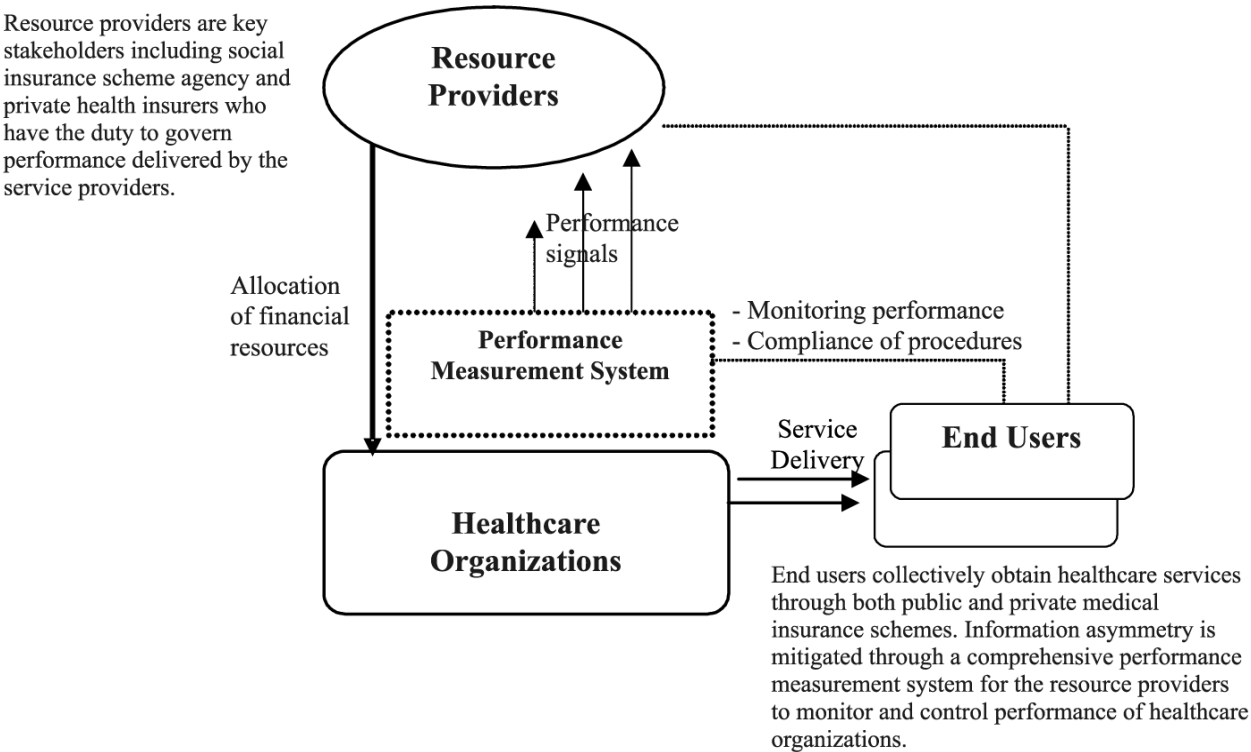 Resource providers are key
stakeholders including social
insurance scheme agency and
private health insurers who
have the duty to govern
performance delivered by the
service providers.
Resource
Providers
Performance
signals
Allocation
of financial
resources
Performance
Measurement System
- Monitoring performance
- Compliance of procedures
Service
Delivery
End Users
Healthcare
Organizations
End users collectively obtain healthcare services
through both public and private medical
insurance schemes. Information asymmetry is
mitigated through a comprehensive performance
measurement system for the resource providers
to monitor and control performance of healthcare
organizations.